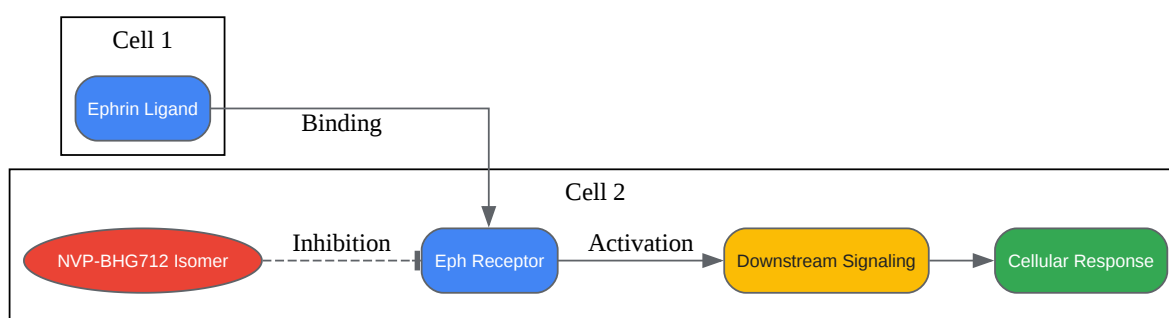 Cell 1
Ephrin Ligand
Binding
Cell 2
NVP-BHG712 Isomer
Inhibition
Eph Receptor
Activation
Downstream Signaling
Cellular Response